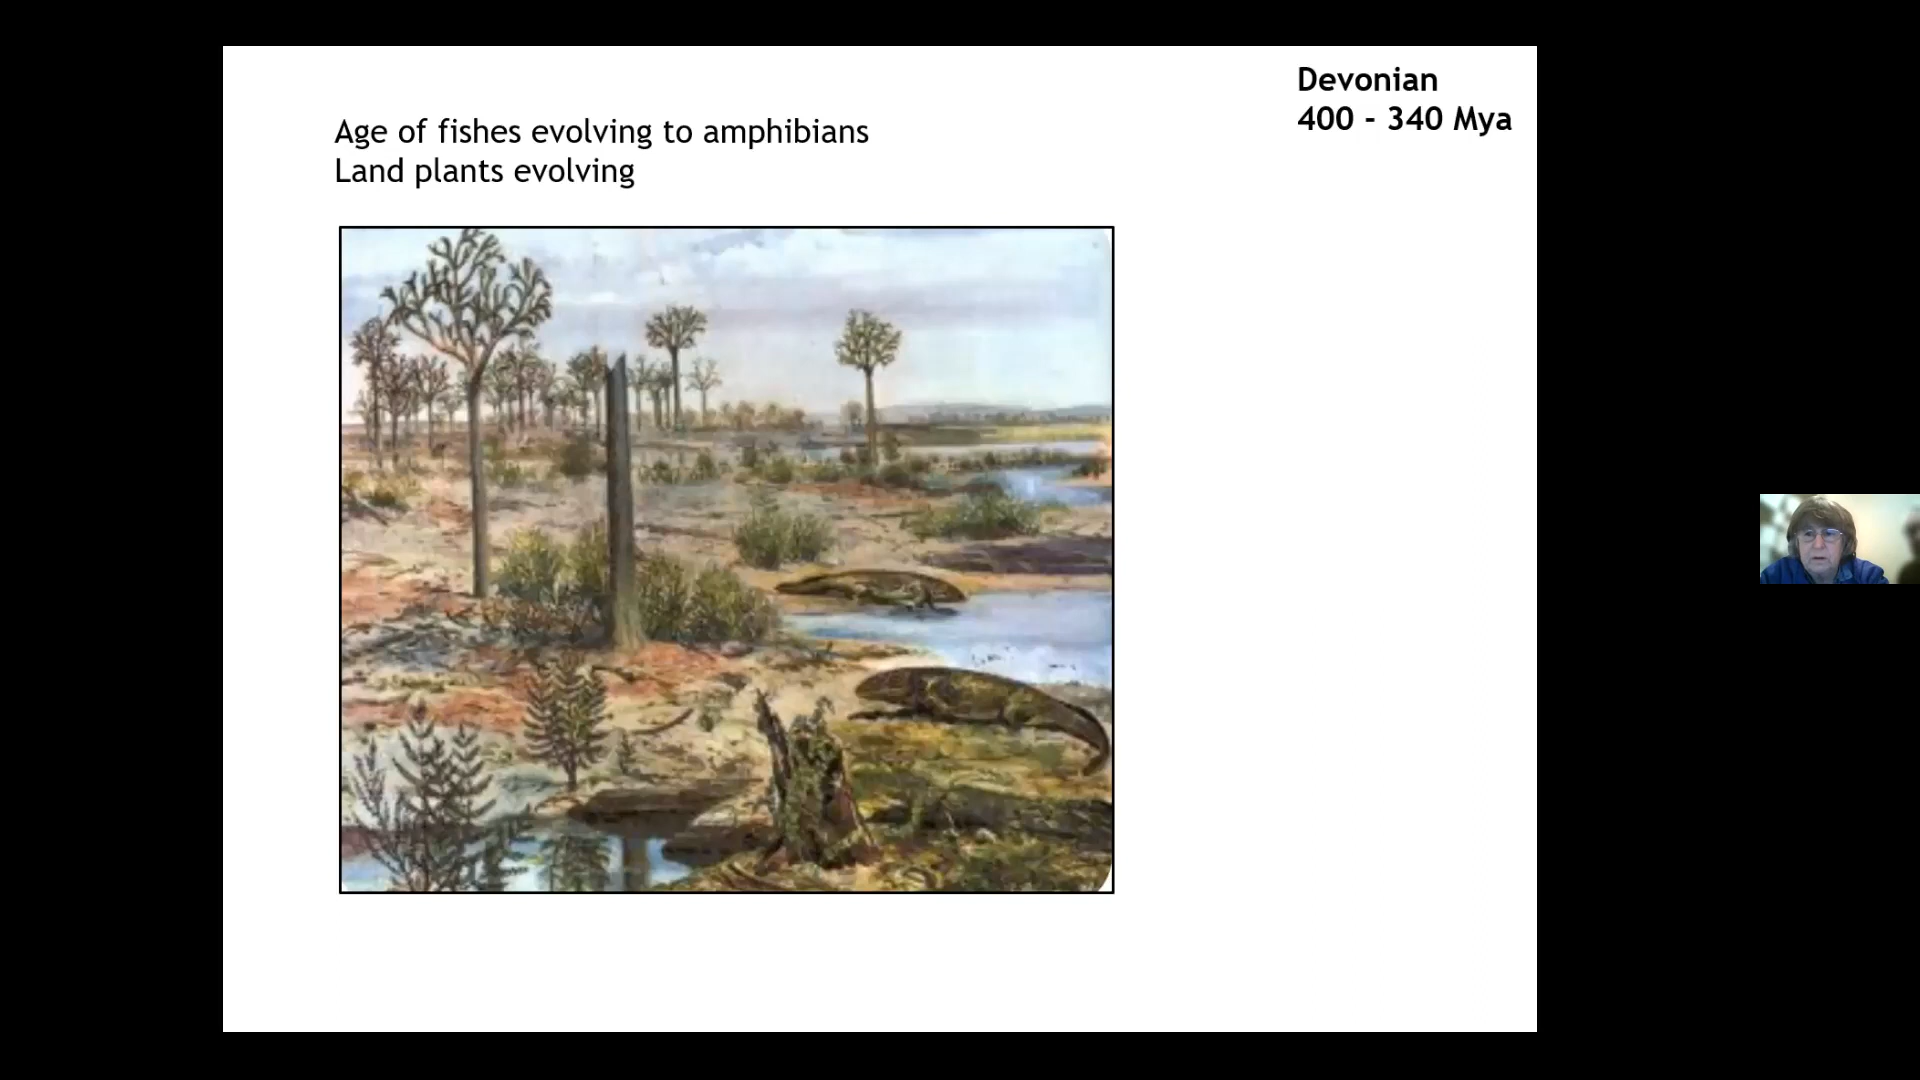 Devonian
400 - 340 Mya
Age of fishes evolving to amphibians
Land plants evolving